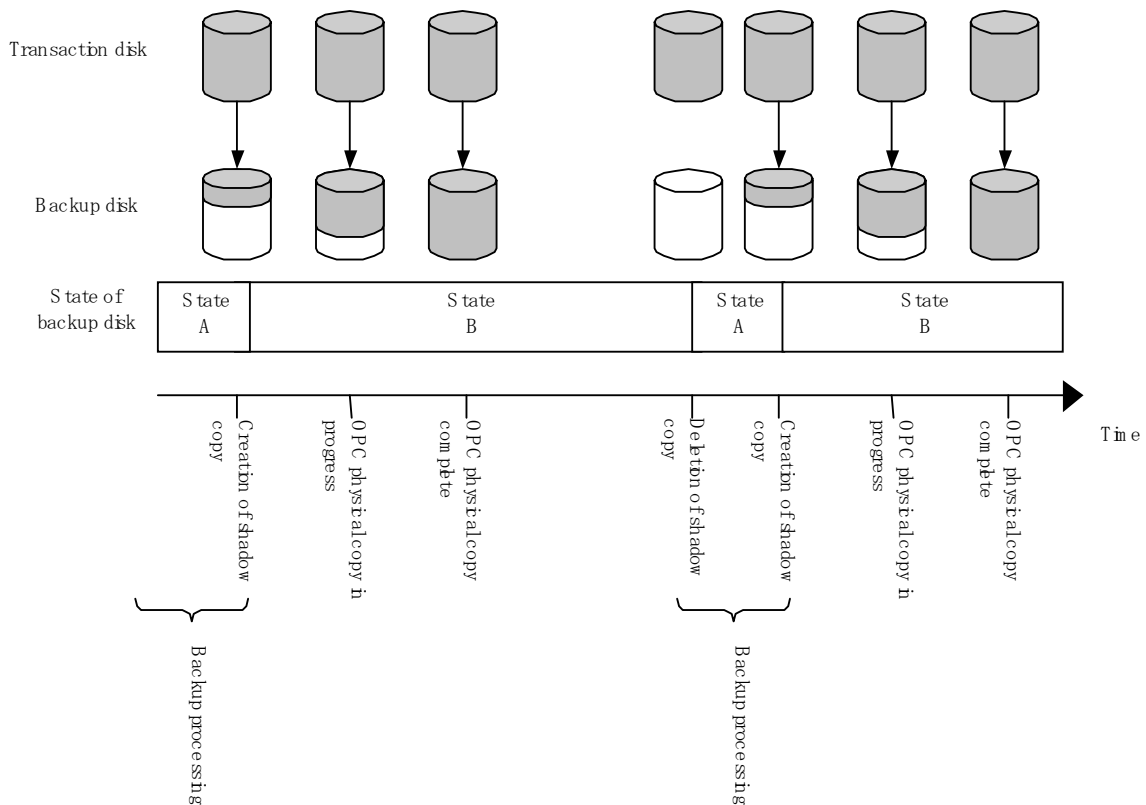 Transaction disk
Backup disk
State of
backup disk
State
A
State
B
State
A
State
B
Time
Creation of shadow
copy
OPC physical copy in
progress
OPC physical copy
complete
Deletion of shadow
copy
Creation of shadow
copy
OPC physical copy in
progress
OPC physical copy
complete
Backup processing
Backup processing